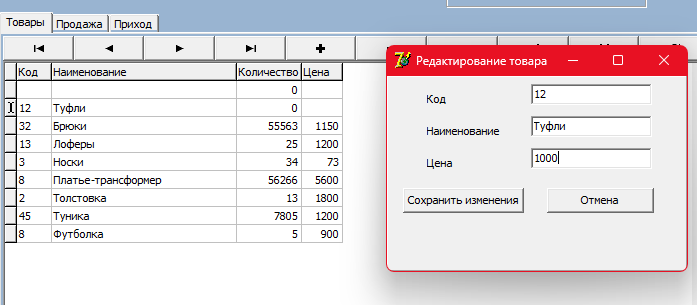 Товары Продажа Приход
Код Наименование Количество Цена
0
12 Туфли 0
32 Брюки 55563 1150
13 Лоферы 25 1200
3 Носки 34 73
8 Платье-трансформер 56266 5600
2 Толстовка 13 1800
45 Туника 7805 1200
8 Футболка 5 900
Редактирование товара
Код 12
Наименование Туфли
Цена 1000
Сохранить изменения Отмена